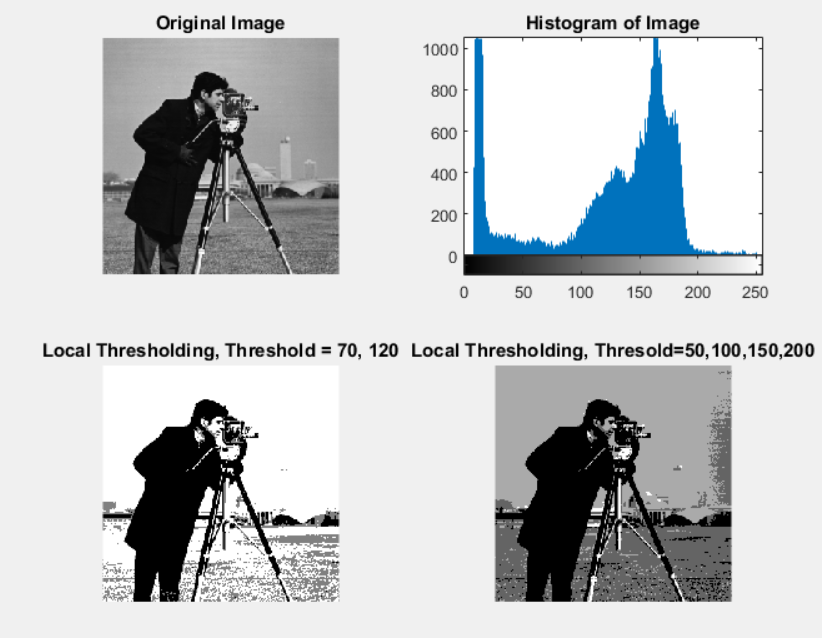 Original Image
Histogram of Image
1000
800
600
400
200
0
0 50 100 150 200 250
Local Thresholding, Threshold = 70, 120
Local Thresholding, Thresold=50,100,150,200